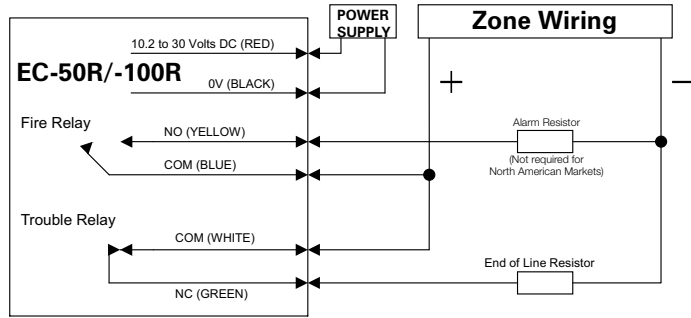 POWER
SUPPLY
Zone Wiring
10.2 to 30 Volts DC (RED)
EC-50R/-100R
0V (BLACK)
+
−
Fire Relay
NO (YELLOW)
Alarm Resistor
(Not required for
North American Markets)
COM (BLUE)
Trouble Relay
COM (WHITE)
End of Line Resistor
NC (GREEN)